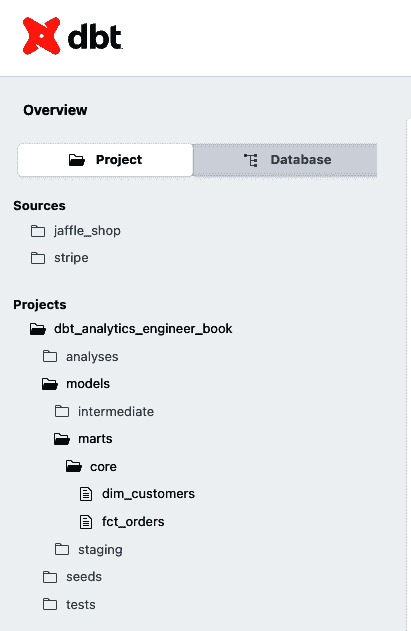 dbt
Overview
Project Database
Sources
jaffle_shop
stripe
Projects
dbt_analytics_engineer_book
analyses
models
intermediate
marts
core
dim_customers
fct_orders
staging
seeds
tests